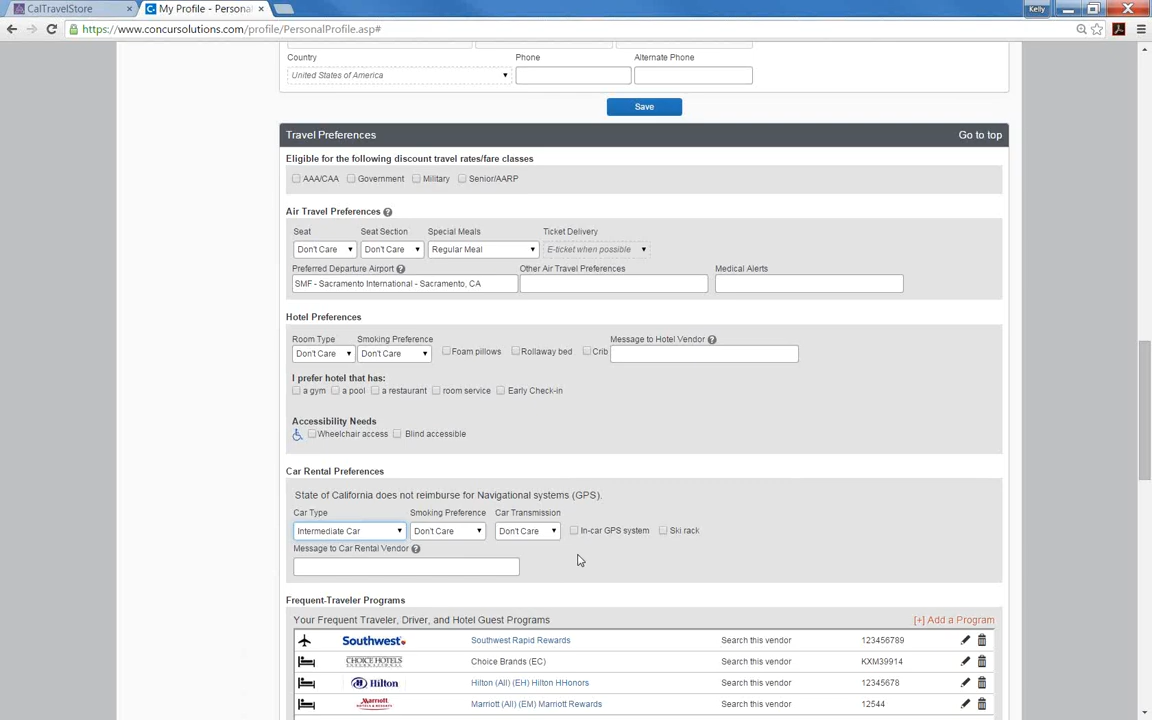 CalTravelStore
My Profile - Personal
Kelly
https://www.concursolutions.com/profile/PersonalProfile.asp#
Country Phone Alternate Phone
United States of America
Save
Travel Preferences Go to top
Eligible for the following discount travel rates/fare classes
AAA/CAA Government Military Senior/AARP
Air Travel Preferences ?
Seat Seat Section Special Meals Ticket Delivery
Don't Care Don't Care Regular Meal E-ticket when possible
Preferred Departure Airport ? Other Air Travel Preferences Medical Alerts
SMF - Sacramento International - Sacramento, CA
Hotel Preferences
Room Type Smoking Preference Message to Hotel Vendor ?
Don't Care Don't Care Foam pillows Rollaway bed Crib
I prefer hotel that has:
a gym a pool a restaurant room service Early Check-in
Accessibility Needs
Wheelchair access Blind accessible
Car Rental Preferences
State of California does not reimburse for Navigational systems (GPS).
Car Type Smoking Preference Car Transmission
Intermediate Car Don't Care Don't Care In-car GPS system Ski rack
Message to Car Rental Vendor ?
Frequent-Traveler Programs
Your Frequent Traveler, Driver, and Hotel Guest Programs [+] Add a Program
Southwest Southwest Rapid Rewards Search this vendor 123456789
CHOICE HOTELS Choice Brands (EC) Search this vendor KXM39914
Hilton Hilton (All) (EH) Hilton HHonors Search this vendor 12345678
Marriott Marriott (All) (EM) Marriott Rewards Search this vendor 12544